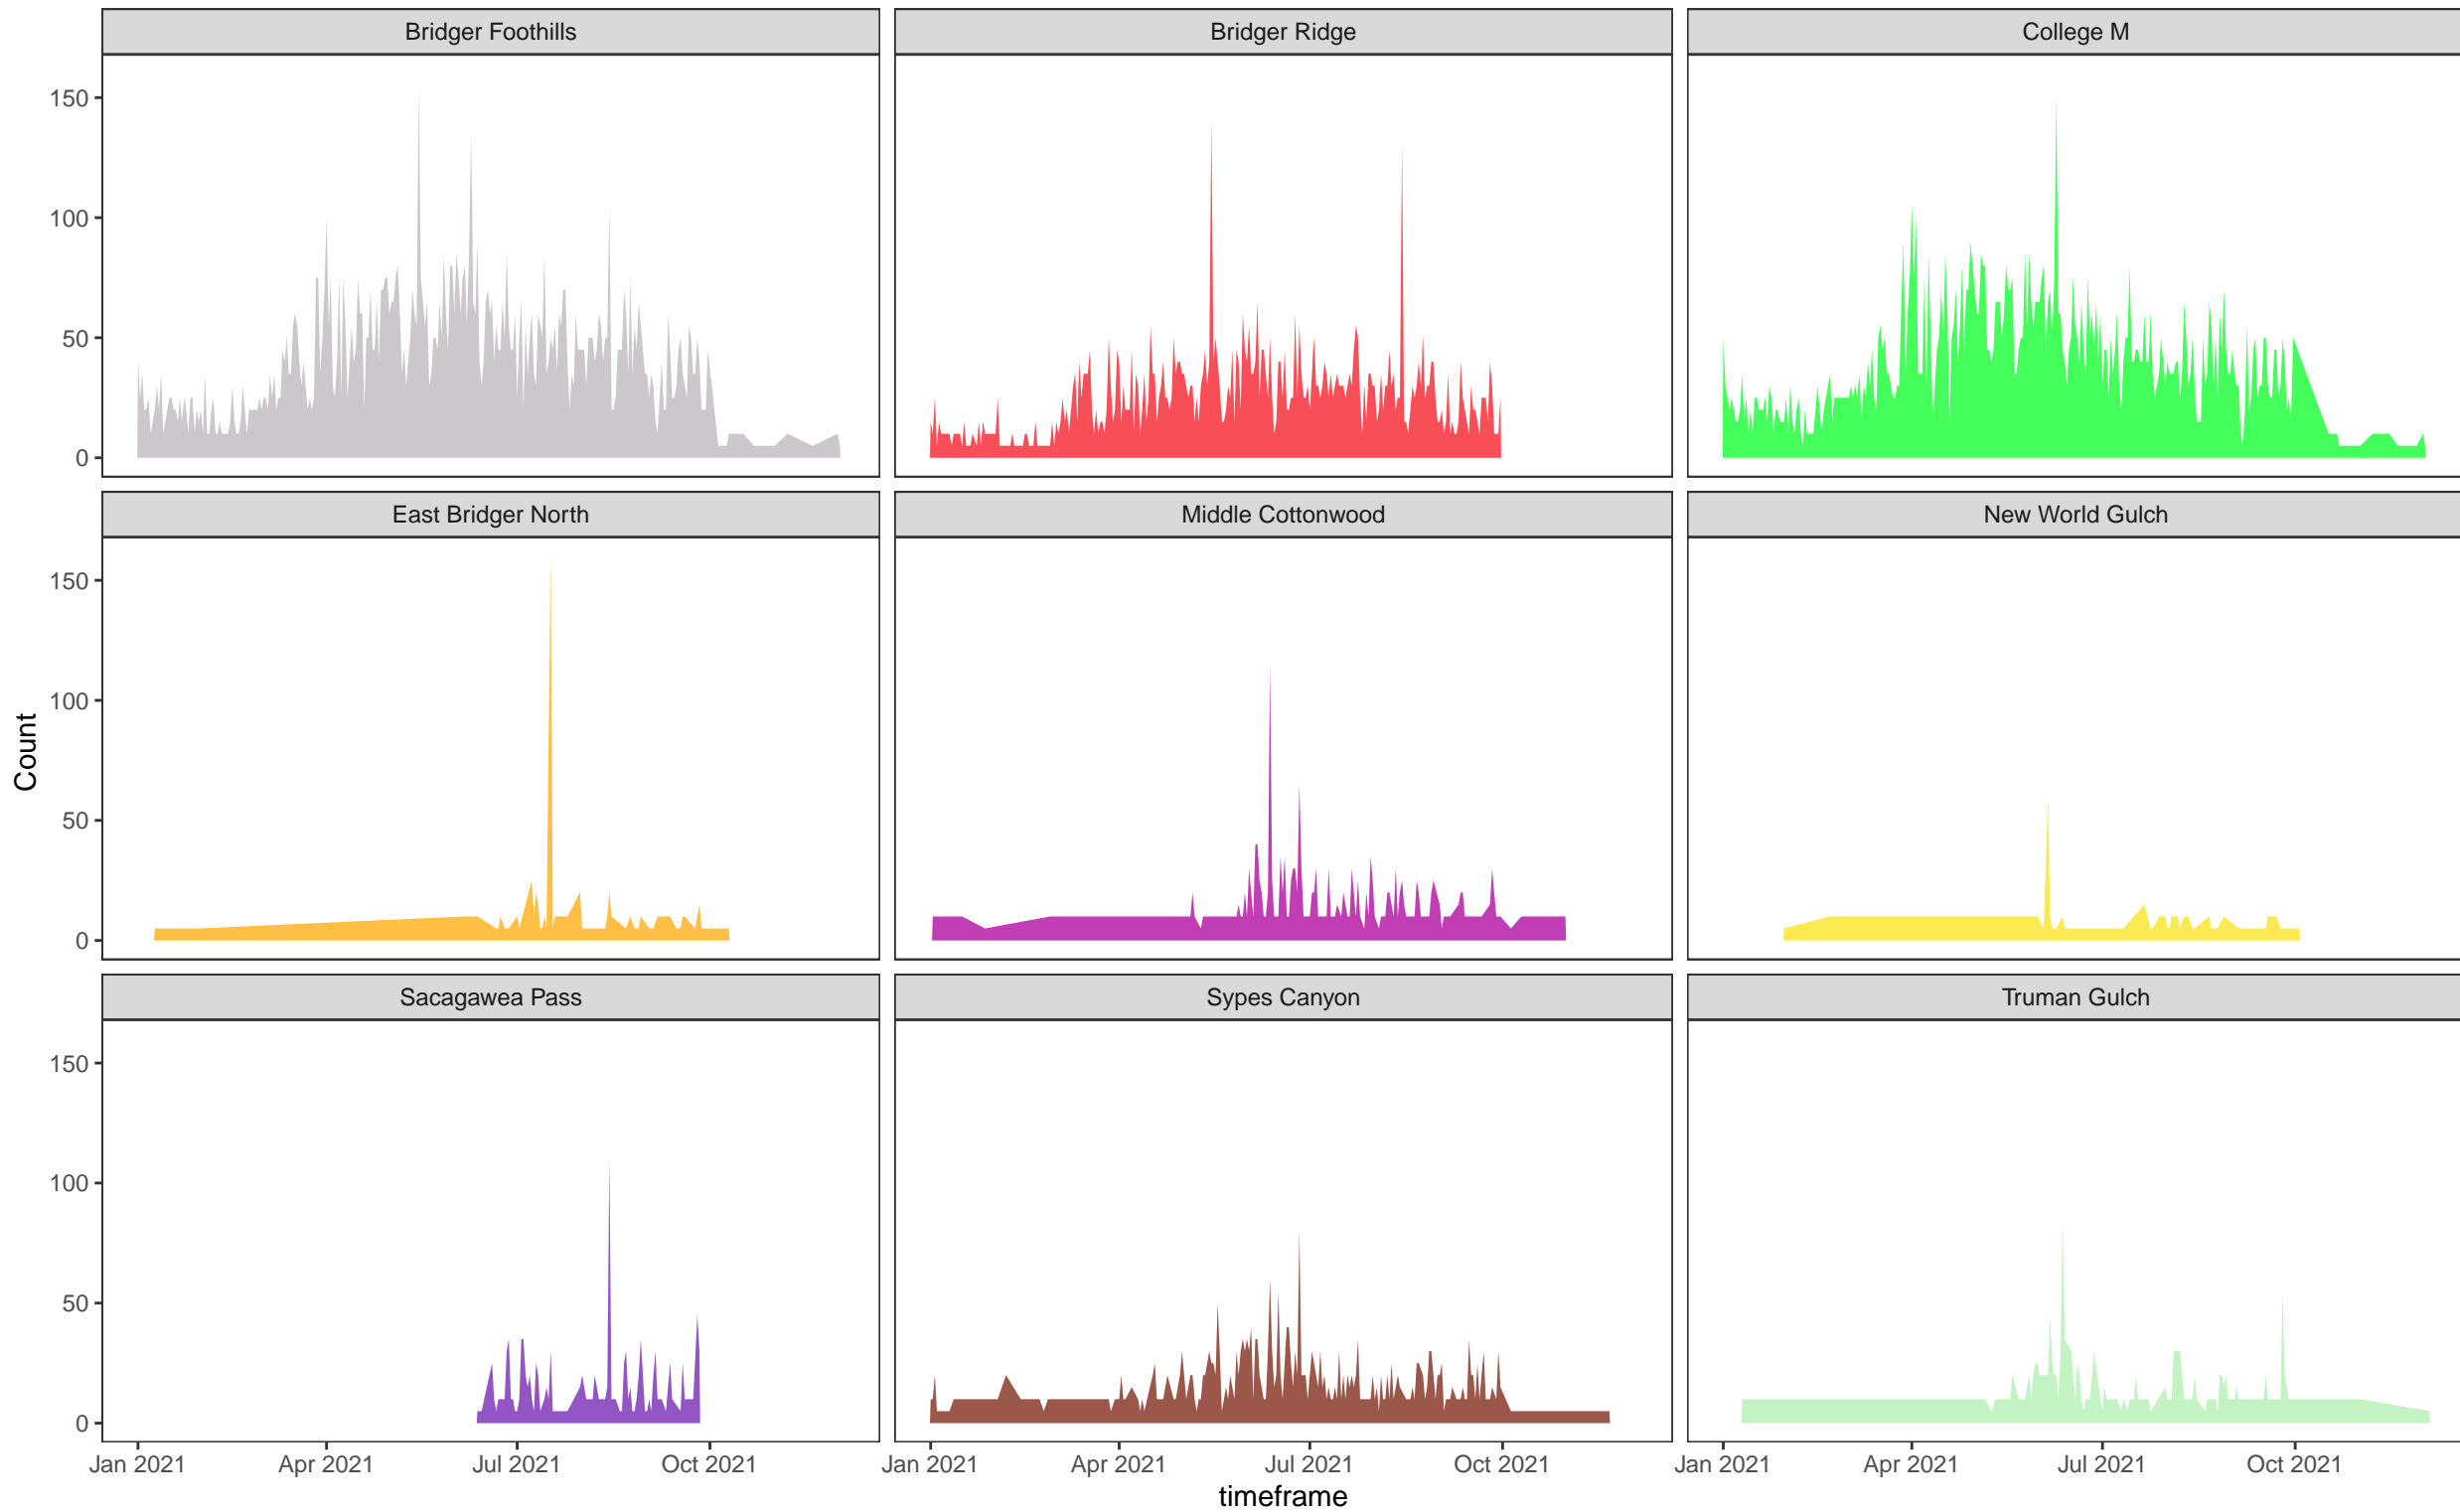 Bridger Foothills
Bridger Ridge
College M
150
100
50
0
East Bridger North
Middle Cottonwood
New World Gulch
150
100
50
0
Count
Sacagawea Pass
Sypes Canyon
Truman Gulch
150
100
50
0
Jan 2021 Apr 2021 Jul 2021 Oct 2021
Jan 2021 Apr 2021 Jul 2021 Oct 2021
Jan 2021 Apr 2021 Jul 2021 Oct 2021
timeframe